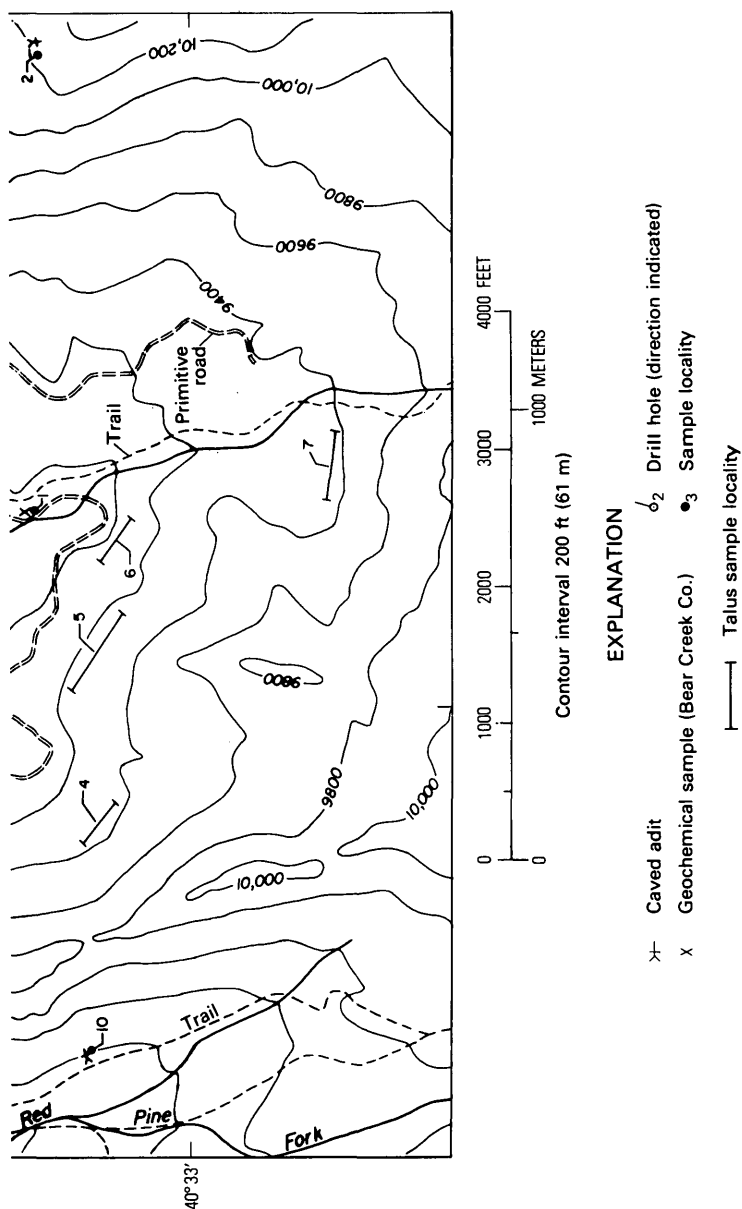 Red
Pine
Fork
Trail
10
40°33'
10,000
9800
10,000
4
5
6
7
9800
Trail
Primitive
road
9400
9600
9800
10,000
10,200
2
0 1000 2000 3000 4000 FEET
0 1000 METERS
Contour interval 200 ft (61 m)
EXPLANATION
Caved adit
2 Drill hole (direction indicated)
x Geochemical sample (Bear Creek Co.)
3 Sample locality
Talus sample locality